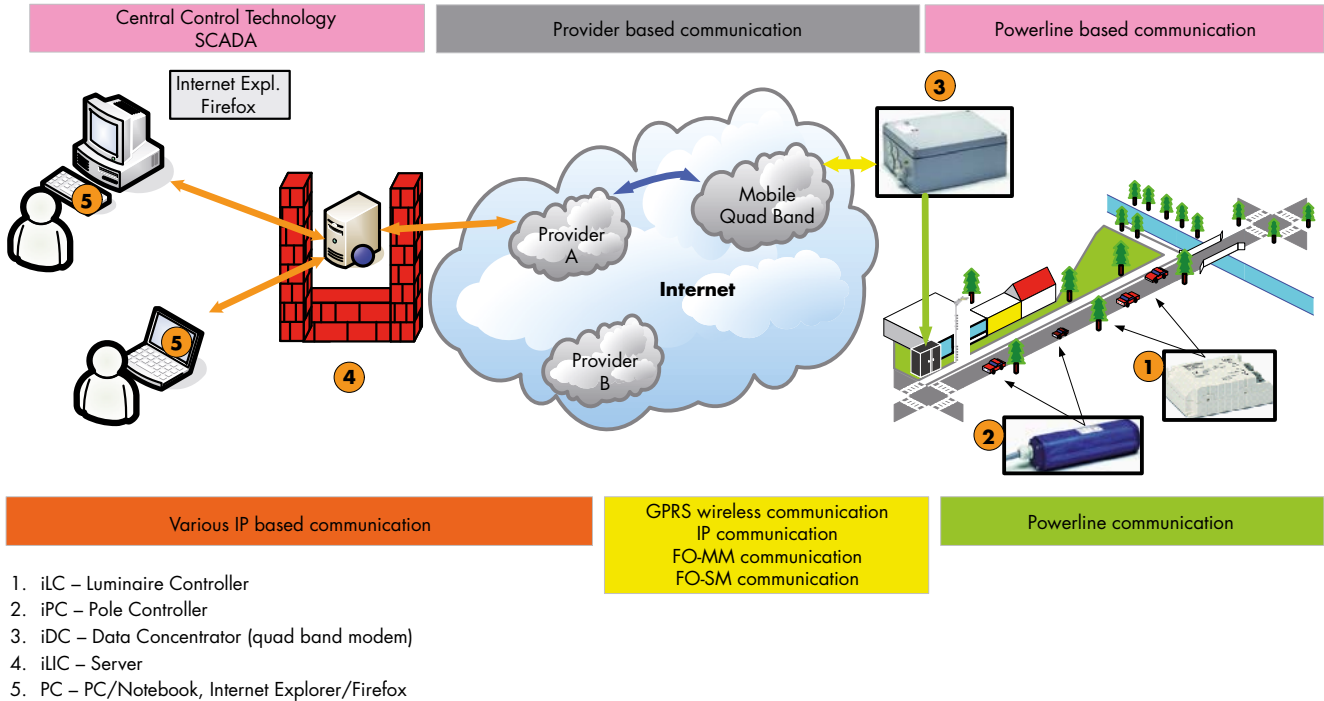 Central Control Technology
SCADA
Provider based communication
Powerline based communication
Internet Expl.
Firefox
3
5
Mobile
Quad Band
Provider
A
Internet
5
4
Provider
B
1
2
Various IP based communication
GPRS wireless communication
IP communication
FO-MM communication
FO-SM communication
Powerline communication
1. iLC – Luminaire Controller
2. iPC – Pole Controller
3. iDC – Data Concentrator (quad band modem)
4. iLIC – Server
5. PC – PC/Notebook, Internet Explorer/Firefox